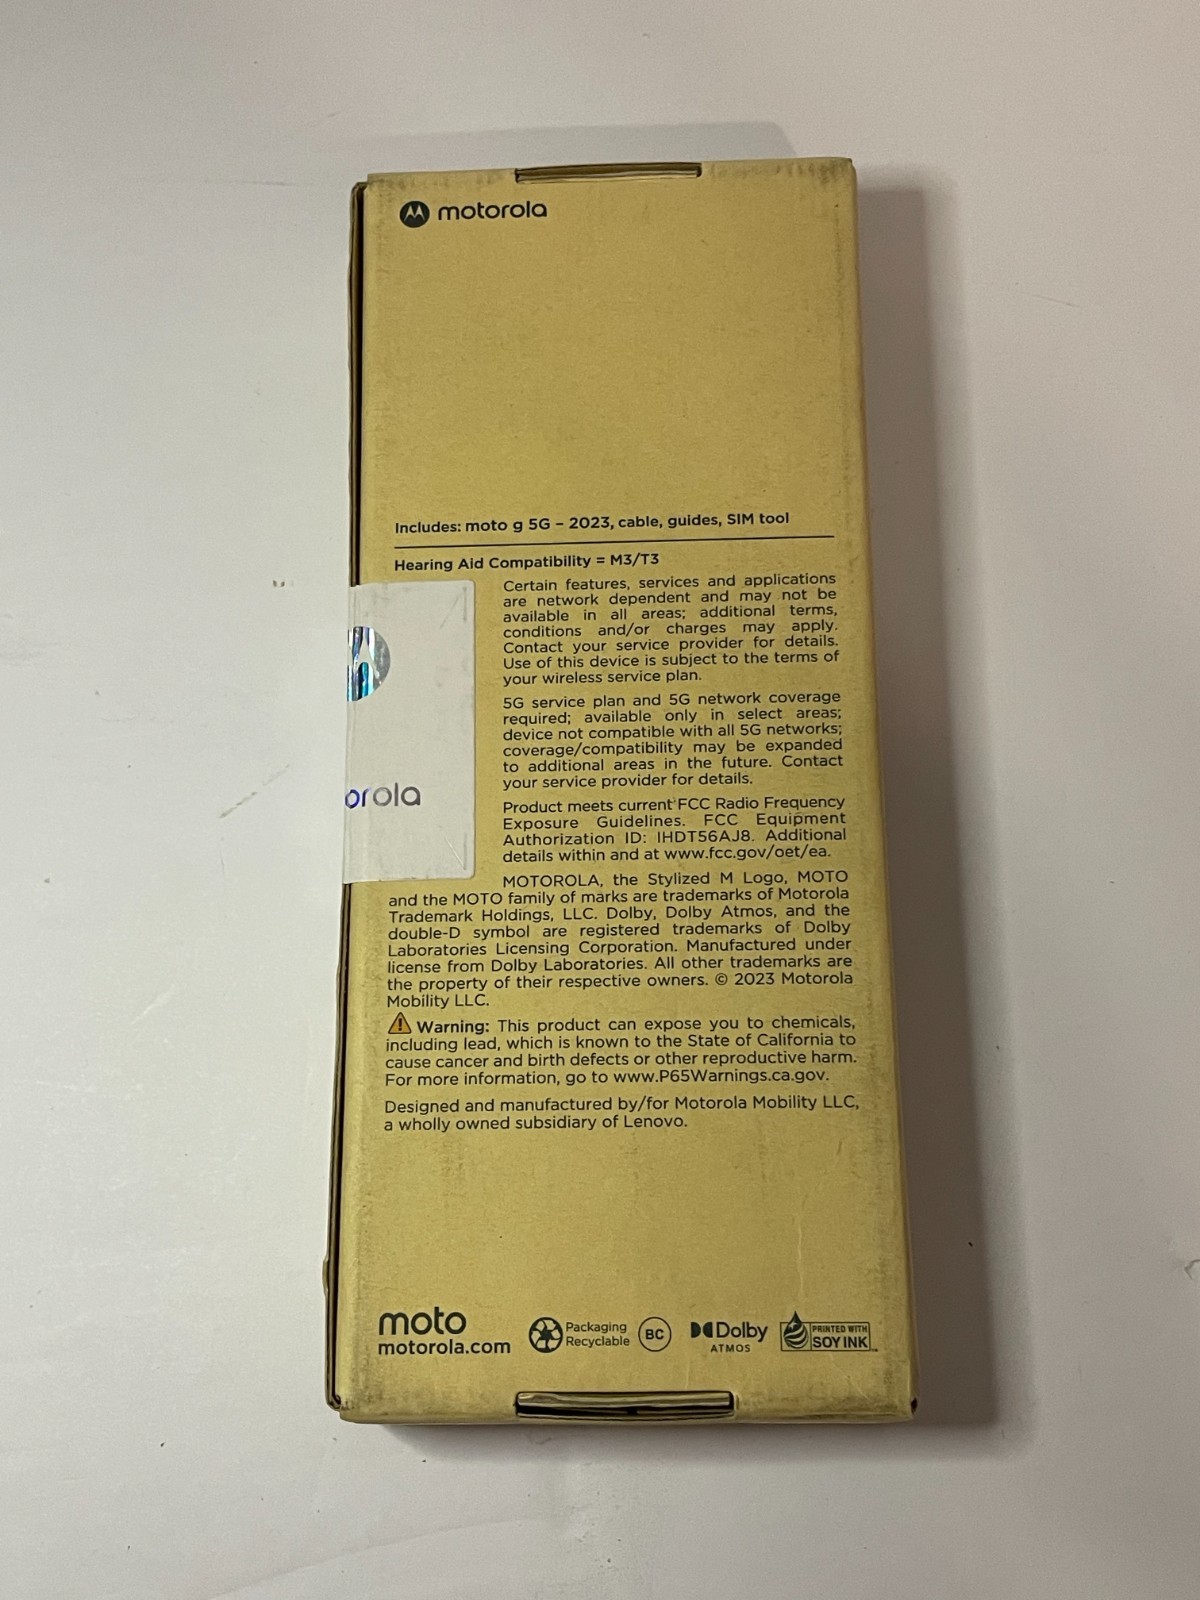 motorola
Includes: moto g 5G – 2023, cable, guides, SIM tool
Hearing Aid Compatibility = M3/T3
Certain features, services and applications
are network dependent and may not be
available in all areas; additional terms,
conditions and/or charges may apply.
Contact your service provider for details.
Use of this device is subject to the terms of
your wireless service plan.
5G service plan and 5G network coverage
required; available only in select areas;
device not compatible with all 5G networks;
coverage/compatibility may be expanded
to additional areas in the future. Contact
your service provider for details.
orola
Product meets current FCC Radio Frequency
Exposure Guidelines. FCC Equipment
Authorization ID: IHDT56AJ8. Additional
details within and at www.fcc.gov/oet/ea.
MOTOROLA, the Stylized M Logo, MOTO
and the MOTO family of marks are trademarks of Motorola
Trademark Holdings, LLC. Dolby, Dolby Atmos, and the
double-D symbol are registered trademarks of Dolby
Laboratories Licensing Corporation. Manufactured under
license from Dolby Laboratories. All other trademarks are
the property of their respective owners. © 2023 Motorola
Mobility LLC.
Warning: This product can expose you to chemicals,
including lead, which is known to the State of California to
cause cancer and birth defects or other reproductive harm.
For more information, go to www.P65Warnings.ca.gov.
Designed and manufactured by/for Motorola Mobility LLC,
a wholly owned subsidiary of Lenovo.
moto
motorola.com
Packaging
Recyclable
BC
Dolby
ATMOS
PRINTED WITH
SOY INK™